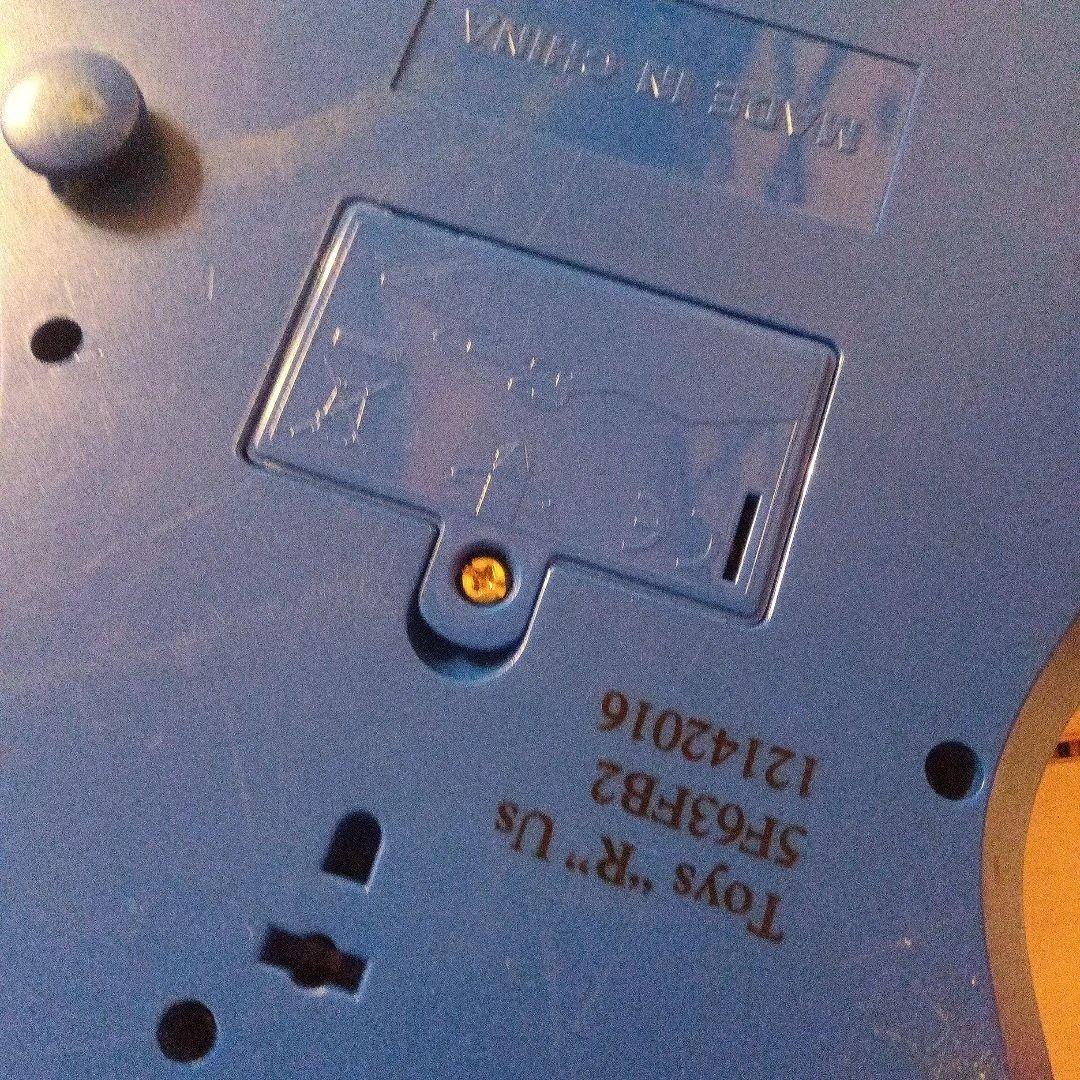 Toys “R” Us
5F63FB2
12142016
MADE IN CHINA